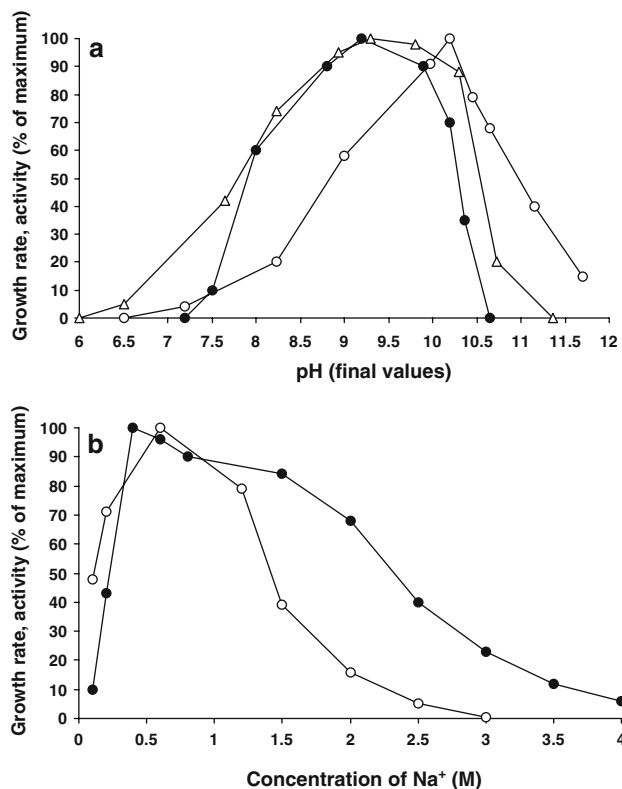 a
Growth rate, activity (% of maximum)
100
90
80
70
60
50
40
30
20
10
0
6 6.5 7 7.5 8 8.5 9 9.5 10 10.5 11 11.5 12
pH (final values)
b
Growth rate, activity (% of maximum)
100
90
80
70
60
50
40
30
20
10
0
0 0.5 1 1.5 2 2.5 3 3.5 4
Concentration of Na⁺ (M)